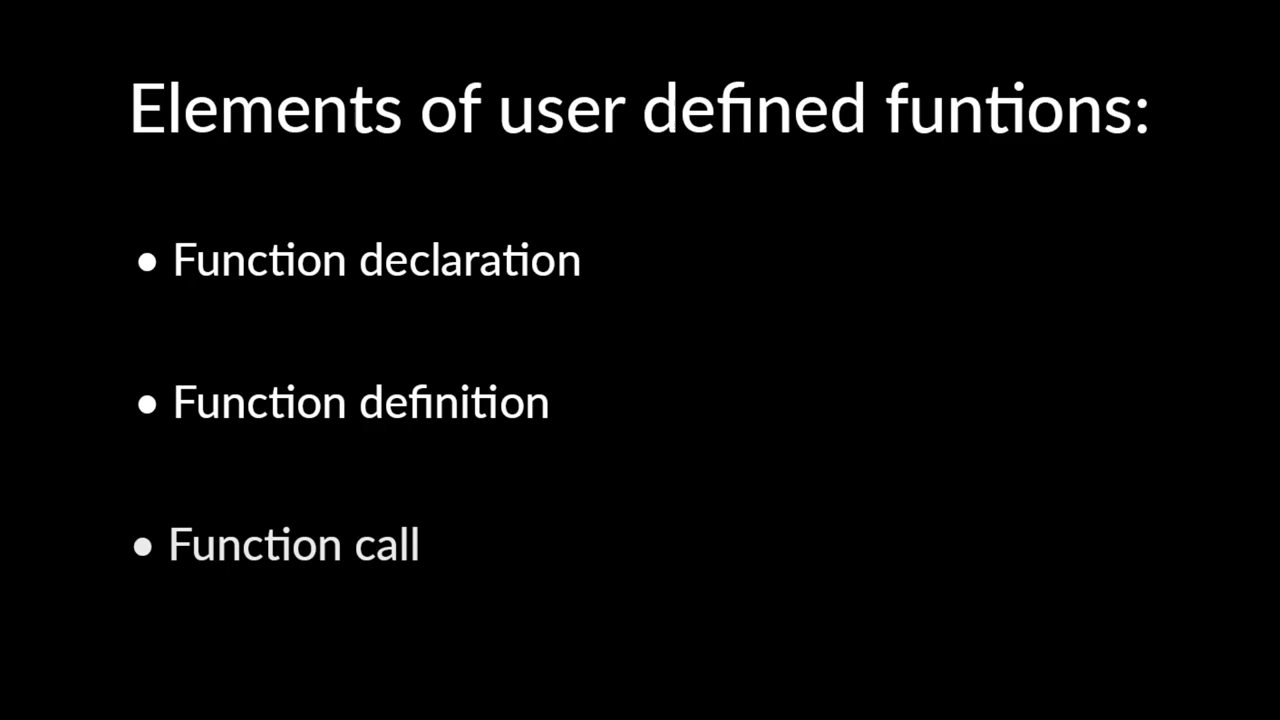 Elements of user defined funtions:
• Function declaration
• Function definition
• Function call